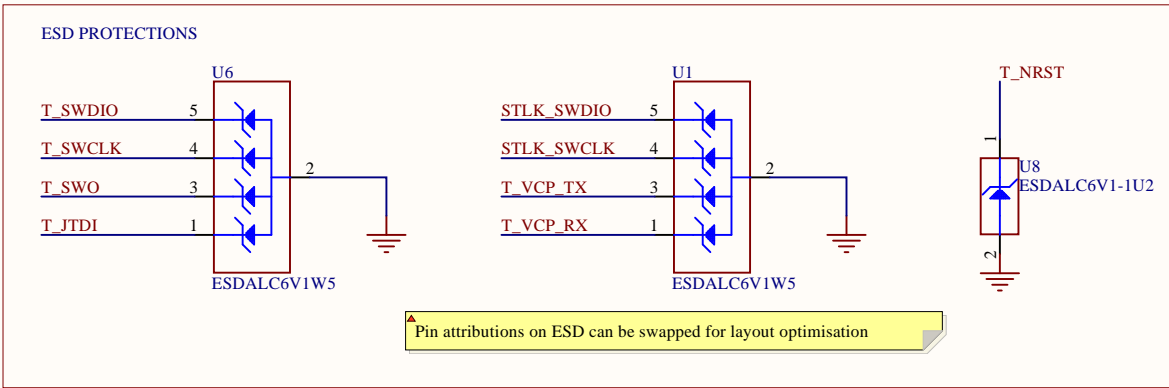 ESD PROTECTIONS
U6
T_SWDIO 5
T_SWCLK 4
T_SWO 3
T_JTDI 1
2
ESDALC6V1W5
U1
STLK_SWDIO 5
STLK_SWCLK 4
T_VCP_TX 3
T_VCP_RX 1
2
ESDALC6V1W5
T_NRST
1
U8
ESDALC6V1-1U2
2
Pin attributions on ESD can be swapped for layout optimisation